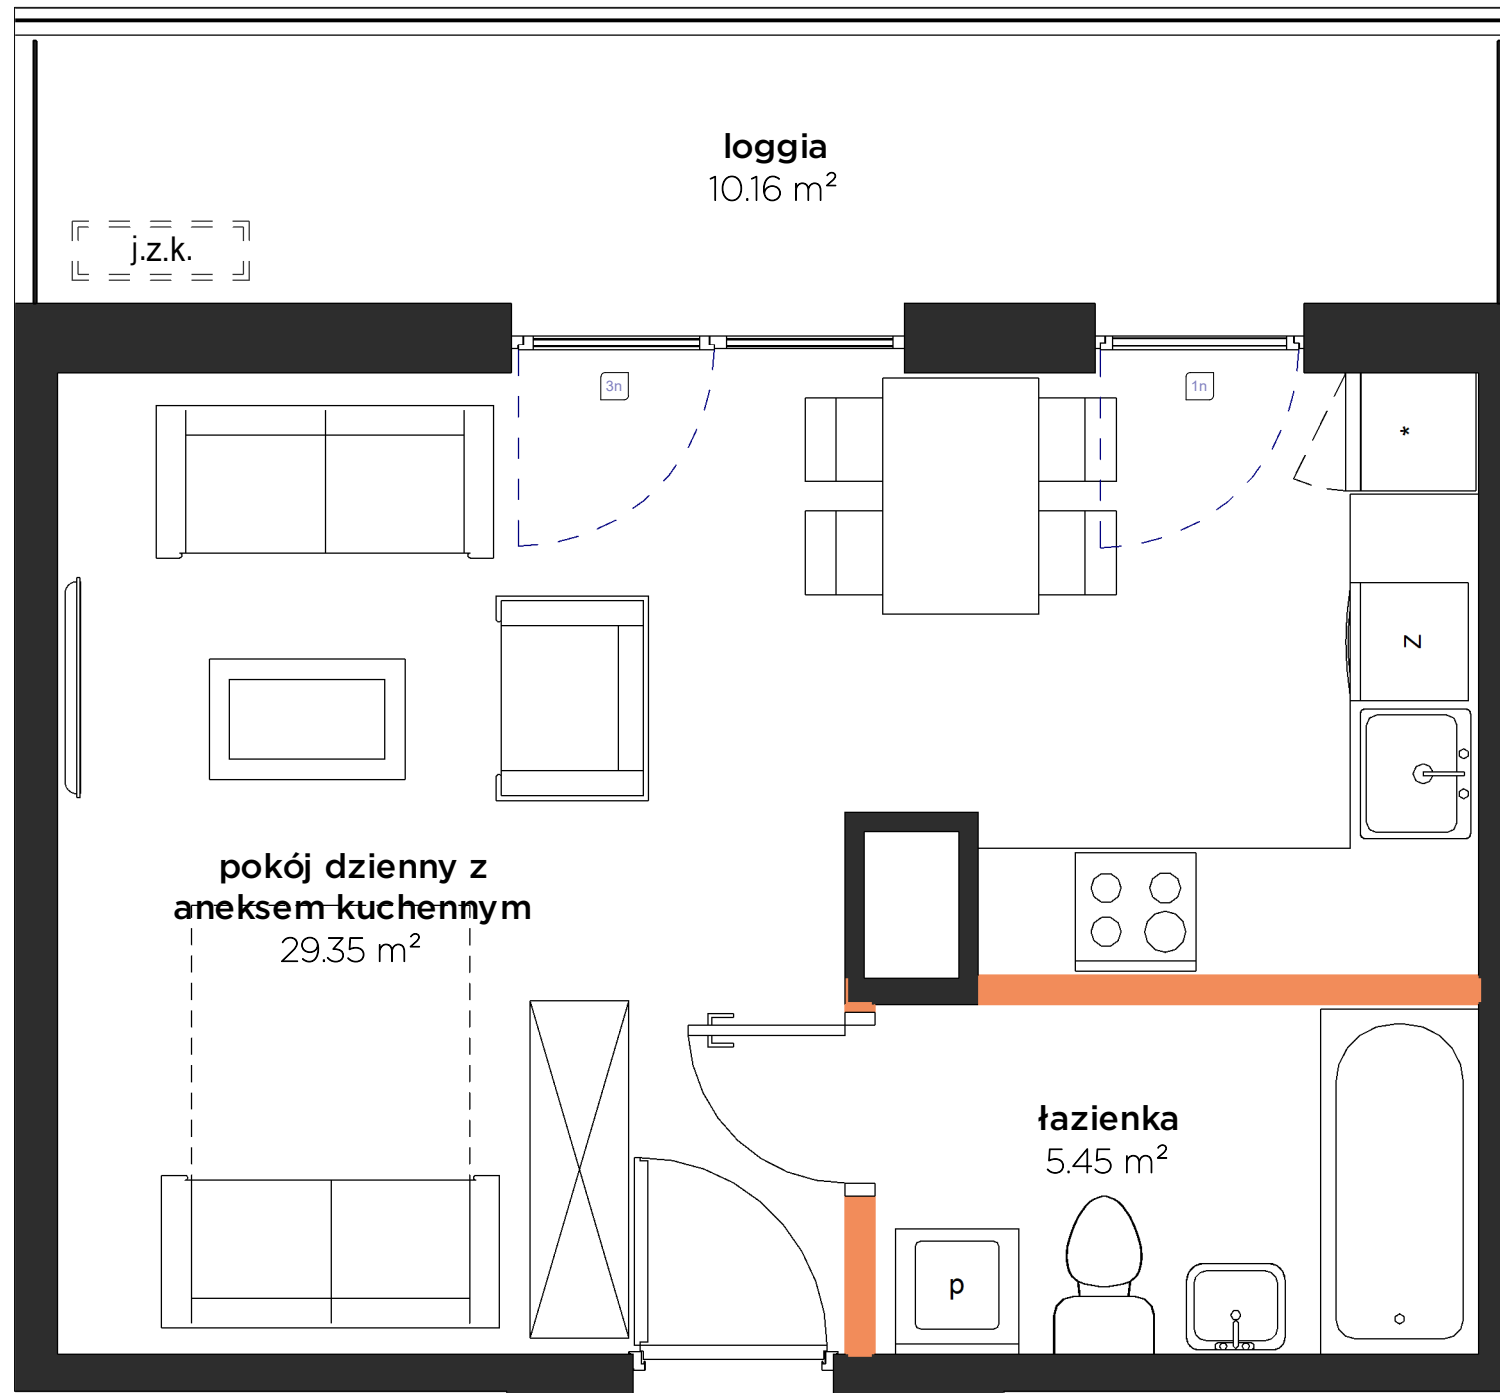 loggia
10.16 m²
j.z.k.
3n
1n
*
Z
pokój dzienny z
aneksem kuchennym
29.35 m²
łazienka
5.45 m²
p